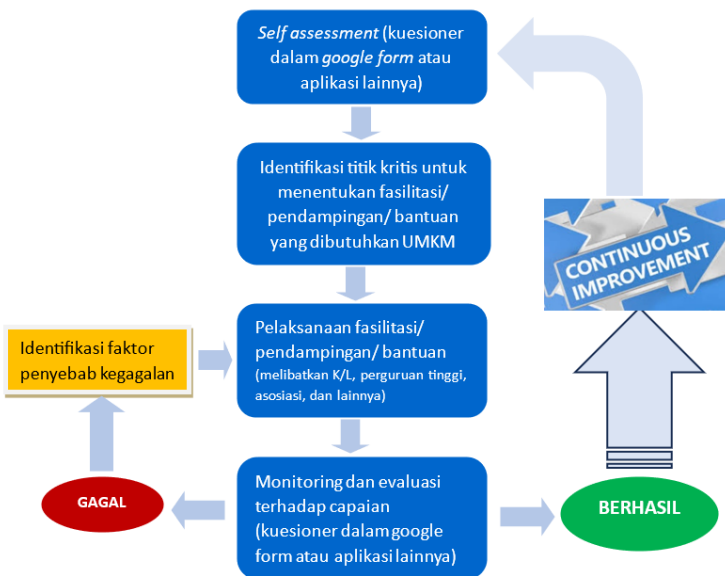 Self assessment (kuesioner
dalam google form atau
aplikasi lainnya)
Identifikasi titik kritis untuk
menentukan fasilitasi/
pendampingan/ bantuan
yang dibutuhkan UMKM
CONTINUOUS
IMPROVEMENT
Pelaksanaan fasilitasi/
pendampingan/ bantuan
(melibatkan K/L, perguruan tinggi,
asosiasi, dan lainnya)
Identifikasi faktor
penyebab kegagalan
Monitoring dan evaluasi
terhadap capaian
(kuesioner dalam google
form atau aplikasi lainnya)
GAGAL
BERHASIL